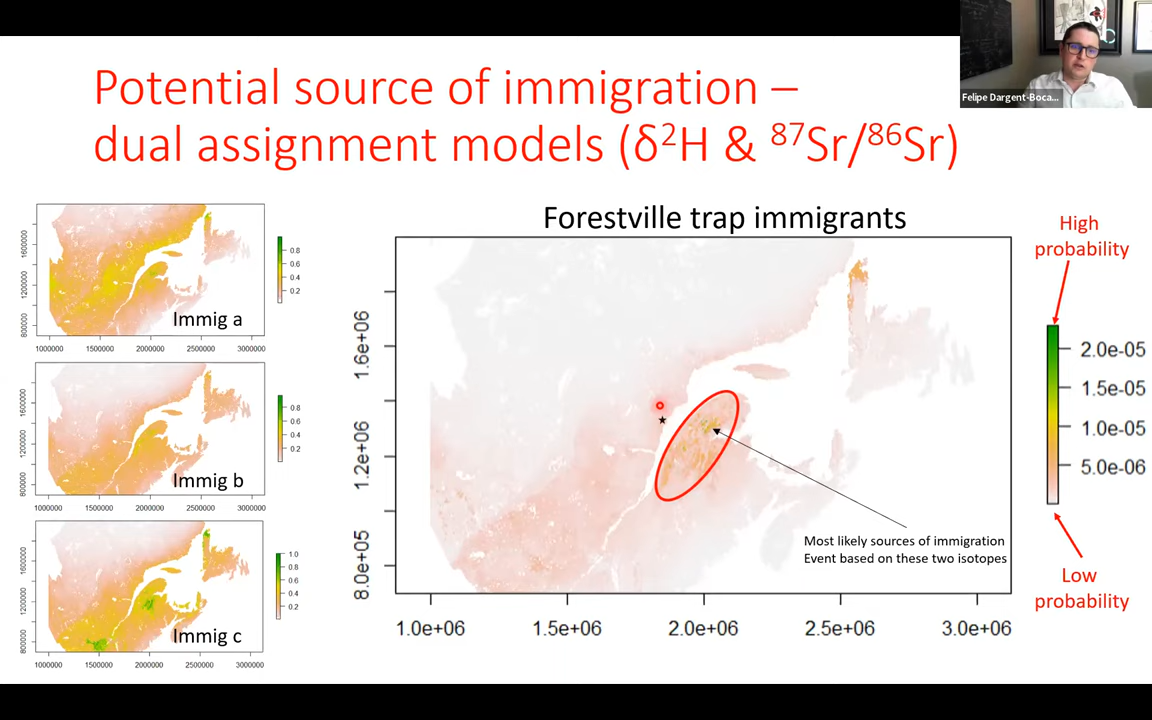 Felipe Dargent-Boca...
Potential source of immigration –
dual assignment models (δ²H & ⁸⁷Sr/⁸⁶Sr)
Forestville trap immigrants
High
probability
Low
probability
2.0e-05
1.5e-05
1.0e-05
5.0e-06
Most likely sources of immigration
Event based on these two isotopes
1.6e+06
1.2e+06
8.0e+05
1.0e+06 1.5e+06 2.0e+06 2.5e+06 3.0e+06
Immig a
1600000
1200000
800000
1000000 1500000 2000000 2500000 3000000
0.8
0.6
0.4
0.2
Immig b
1600000
1200000
800000
1000000 1500000 2000000 2500000 3000000
0.8
0.6
0.4
0.2
Immig c
1600000
1200000
800000
1000000 1500000 2000000 2500000 3000000
1.0
0.8
0.6
0.4
0.2